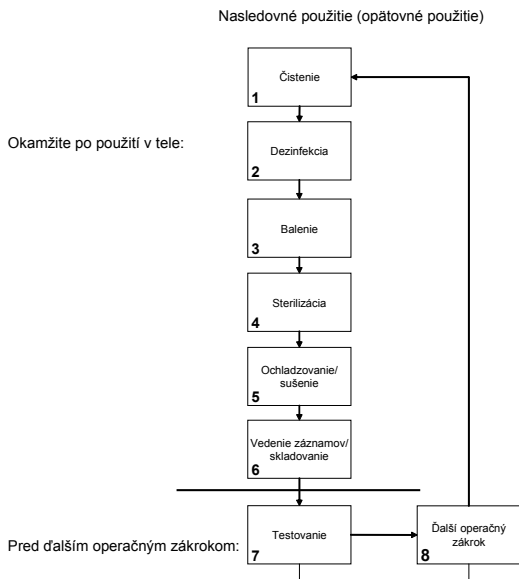 Nasledovné použitie (opätovné použitie)
Čistenie
1
Okamžite po použití v tele:
Dezinfekcia
2
Balenie
3
Sterilizácia
4
Ochladzovanie/
sušenie
5
Vedenie záznamov/
skladovanie
6
Pred ďalším operačným zákrokom:
Testovanie
7
Ďalší operačný
zákrok
8